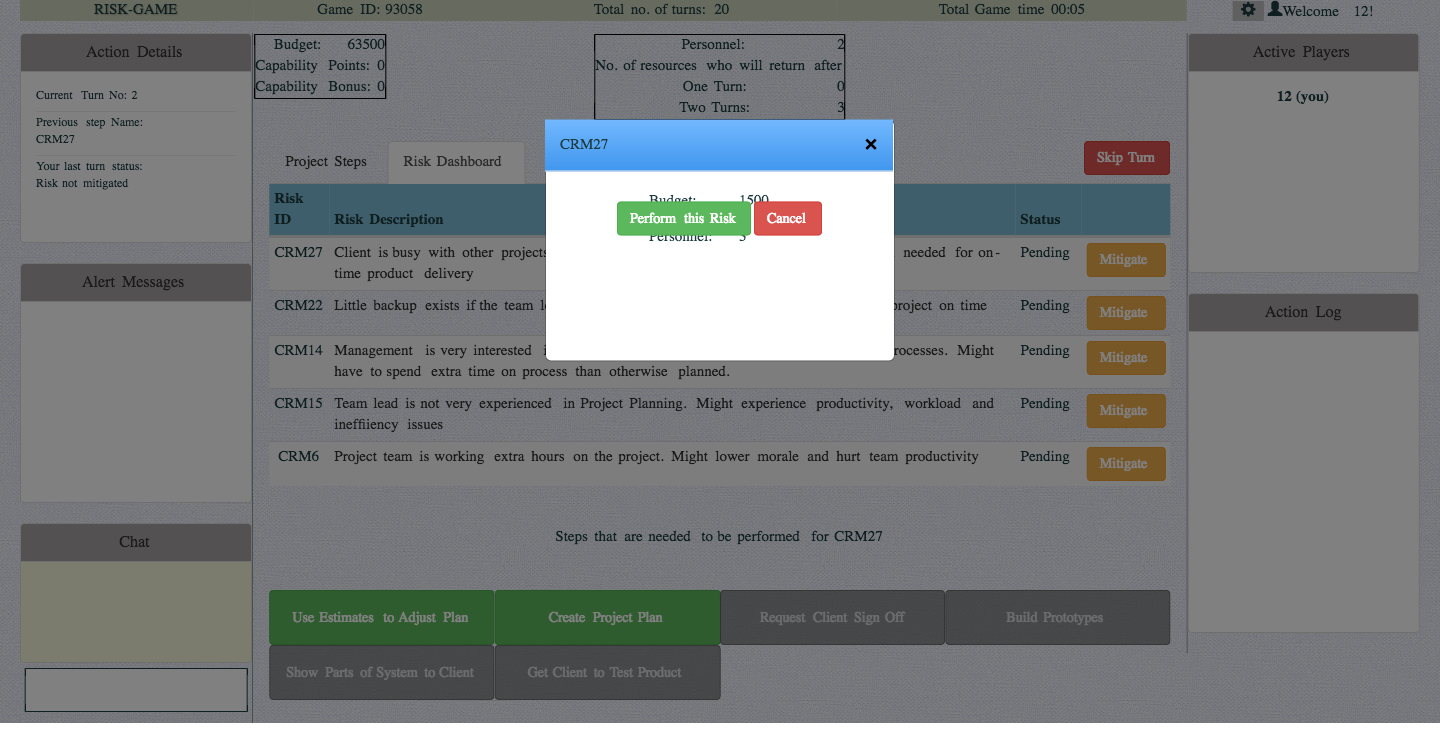 RISK-GAME Game ID: 93058 Total no. of turns: 20 Total Game time 00:05 Welcome 12!
Action Details
Current Turn No: 2
Previous step Name:
CRM27
Your last turn status:
Risk not mitigated
Alert Messages
Chat
Budget: 63500
Capability Points: 0
Capability Bonus: 0
Personnel: 2
No. of resources who will return after
One Turn: 0
Two Turns: 3
Project Steps Risk Dashboard
Skip Turn
CRM27 ×
Budget: 1500
Perform this Risk Cancel
Personnel:
Risk
ID Risk Description Status
CRM27 Client is busy with other projects needed for on- Pending Mitigate
time product delivery
CRM22 Little backup exists if the team project on time Pending Mitigate
CRM14 Management is very interested Might Pending Mitigate
have to spend extra time on process than otherwise planned.
CRM15 Team lead is not very experienced in Project Planning. Might experience productivity, workload and Pending Mitigate
ineffiiency issues
CRM6 Project team is working extra hours on the project. Might lower morale and hurt team productivity Pending Mitigate
Steps that are needed to be performed for CRM27
Use Estimates to Adjust Plan Create Project Plan Request Client Sign Off Build Prototypes
Show Parts of System to Client Get Client to Test Product
Active Players
12 (you)
Action Log